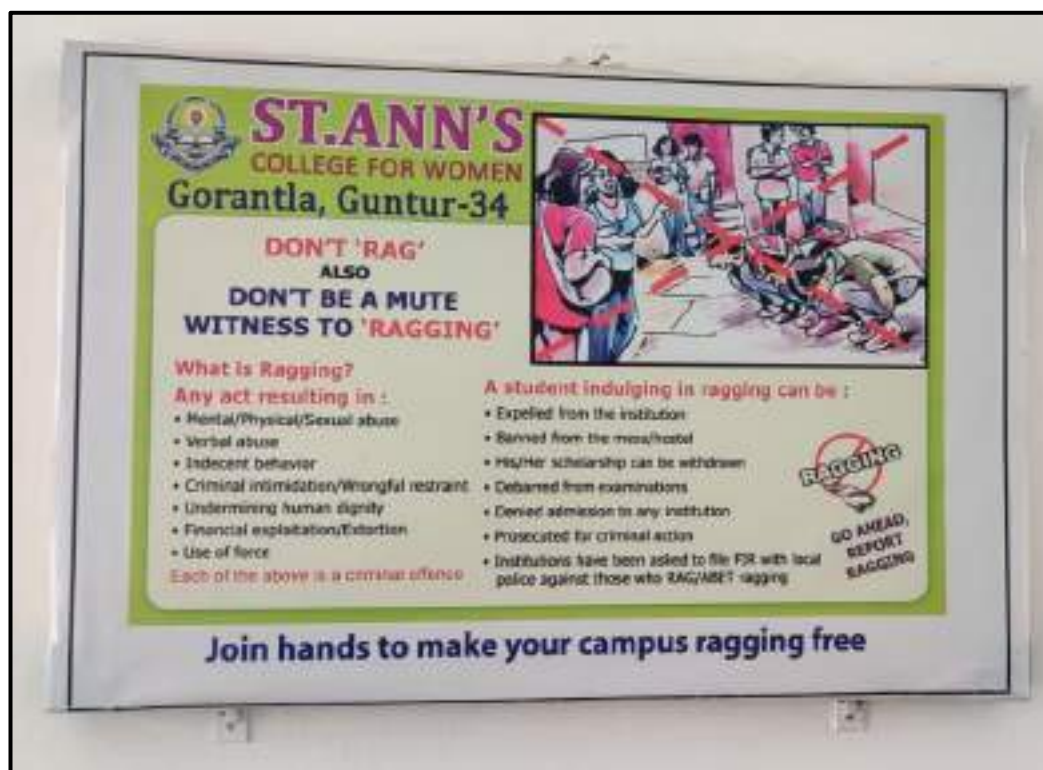 ST.ANN'S
COLLEGE FOR WOMEN
Gorantla, Guntur-34
DON'T 'RAG'
ALSO
DON'T BE A MUTE
WITNESS TO 'RAGGING'
What is Ragging?
Any act resulting in :
• Mental/Physical/Sexual abuse
• Verbal abuse
• Indecent behavior
• Criminal intimidation/Wrongful restraint
• Undermining human dignity
• Financial exploitation/Extortion
• Use of force
Each of the above is a criminal offence
A student indulging in ragging can be :
• Expelled from the institution
• Banned from the mess/hostel
• His/Her scholarship can be withdrawn
• Debarred from examinations
• Denied admission to any institution
• Prosecuted for criminal action
• Institutions have been asked to file FIR with local
police against those who RAG/ABET ragging
RAGGING
GO AHEAD,
REPORT
RAGGING
Join hands to make your campus ragging free